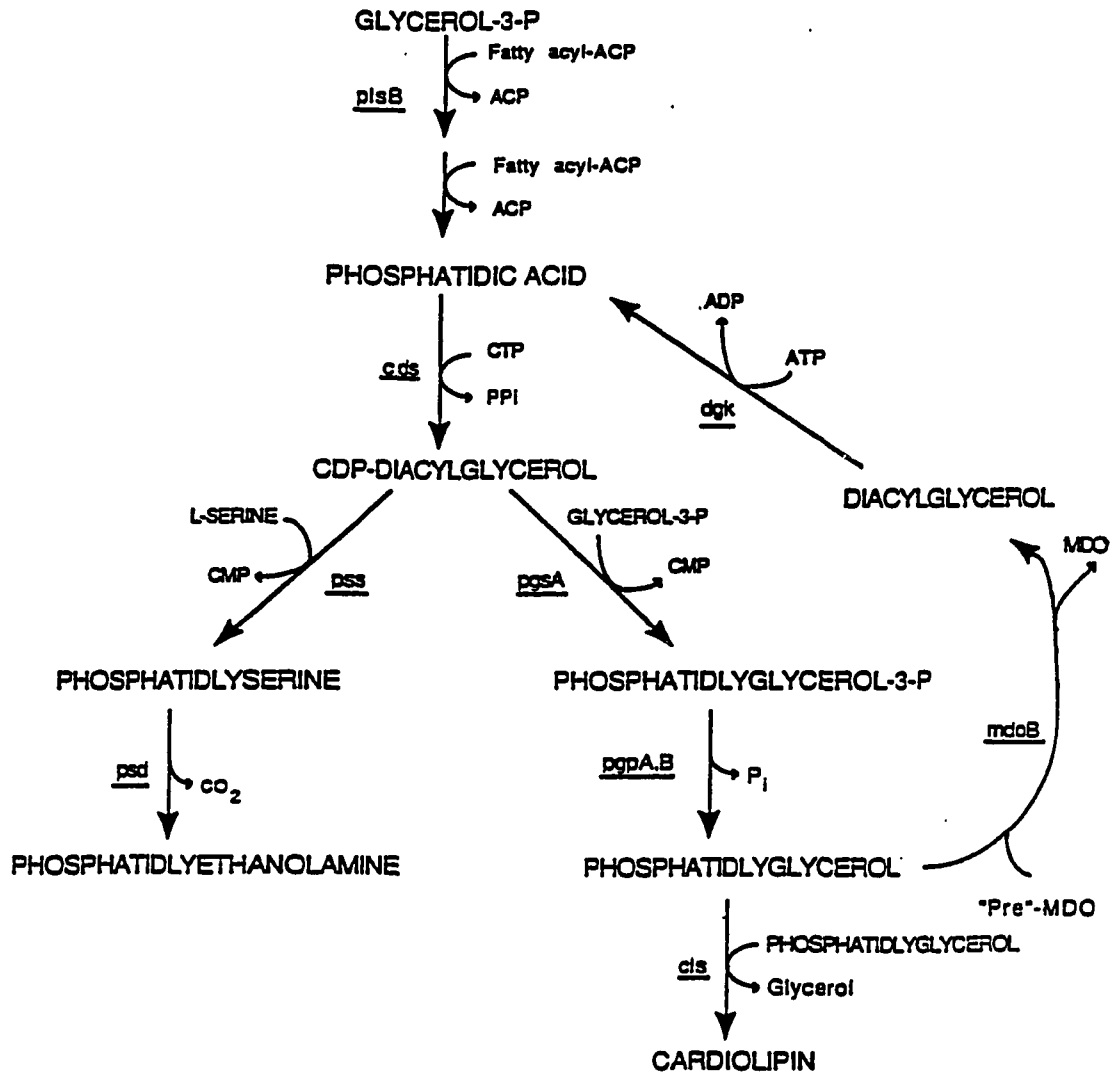 GLYCEROL-3-P
Fatty acyl-ACP
plsB
ACP
Fatty acyl-ACP
ACP
PHOSPHATIDIC ACID
ADP
CTP
ATP
cds
PPi
dgk
CDP-DIACYLGLYCEROL
DIACYLGLYCEROL
L-SERINE
GLYCEROL-3-P
MDO
CMP
pss
pgsA
CMP
PHOSPHATIDLYSERINE
PHOSPHATIDLYGLYCEROL-3-P
mdoB
psd
CO2
pgpA,B
Pi
PHOSPHATIDLYETHANOLAMINE
PHOSPHATIDLYGLYCEROL
"Pre"-MDO
PHOSPHATIDLYGLYCEROL
cls
Glycerol
CARDIOLIPIN